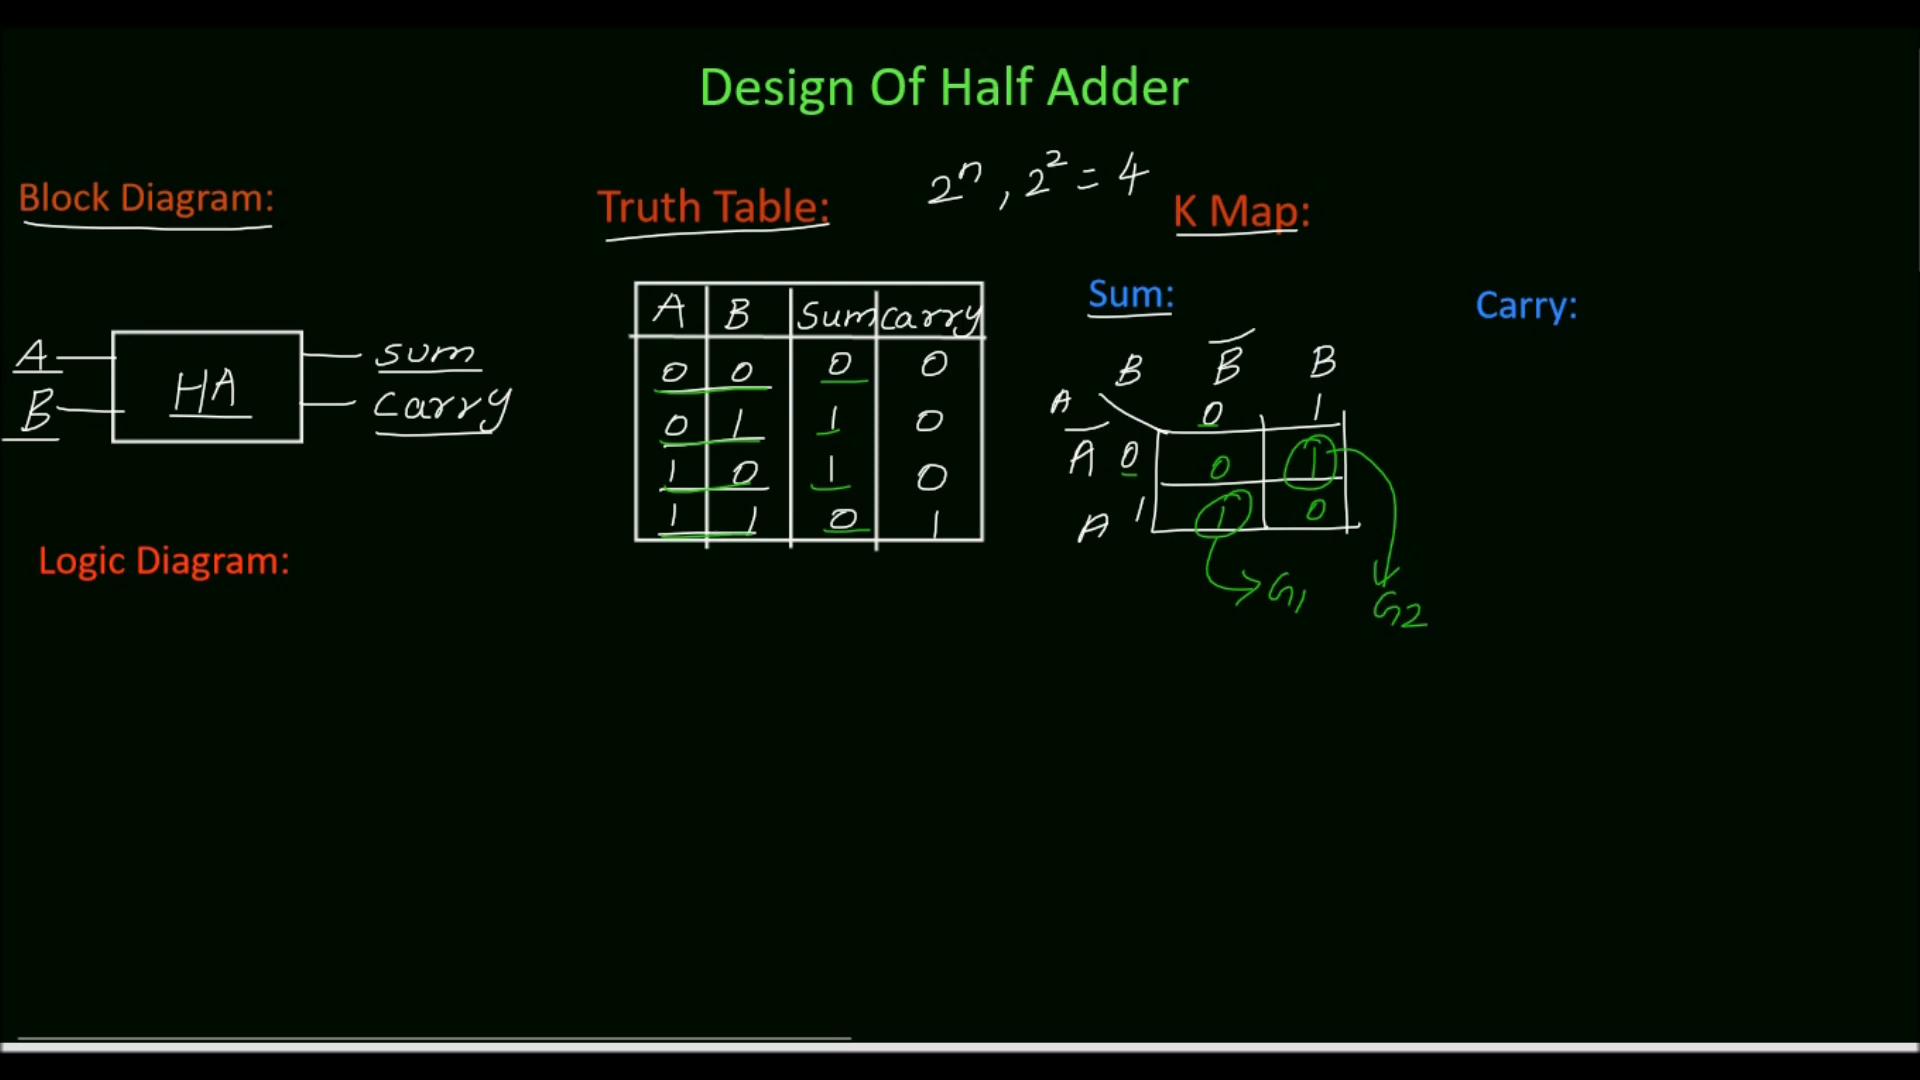 Design Of Half Adder
2ⁿ, 2² = 4
Block Diagram:
A
B
HA
sum
carry
Truth Table:
A B Sum carry
0 0 0 0
0 1 1 0
1 0 1 0
1 1 0 1
K Map:
Sum:
B B̅ B
A 0 1
A̅ 0 0 1
A 1 1 0
G1
G2
Carry:
Logic Diagram: